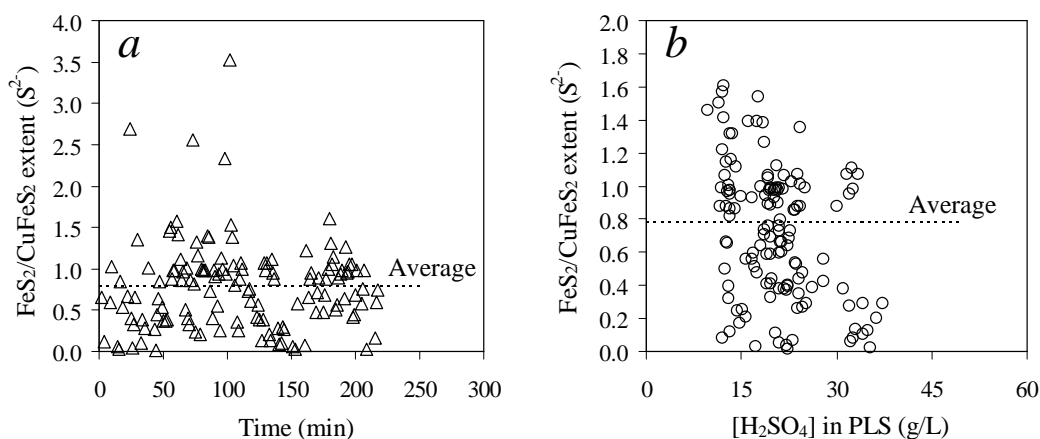 a
FeS₂/CuFeS₂ extent (S²⁻)
4.0
3.5
3.0
2.5
2.0
1.5
1.0
0.5
0.0
Average
0 50 100 150 200 250 300
Time (min)
b
FeS₂/CuFeS₂ extent (S²⁻)
2.0
1.8
1.6
1.4
1.2
1.0
0.8
0.6
0.4
0.2
0.0
Average
0 15 30 45 60
[H₂SO₄] in PLS (g/L)